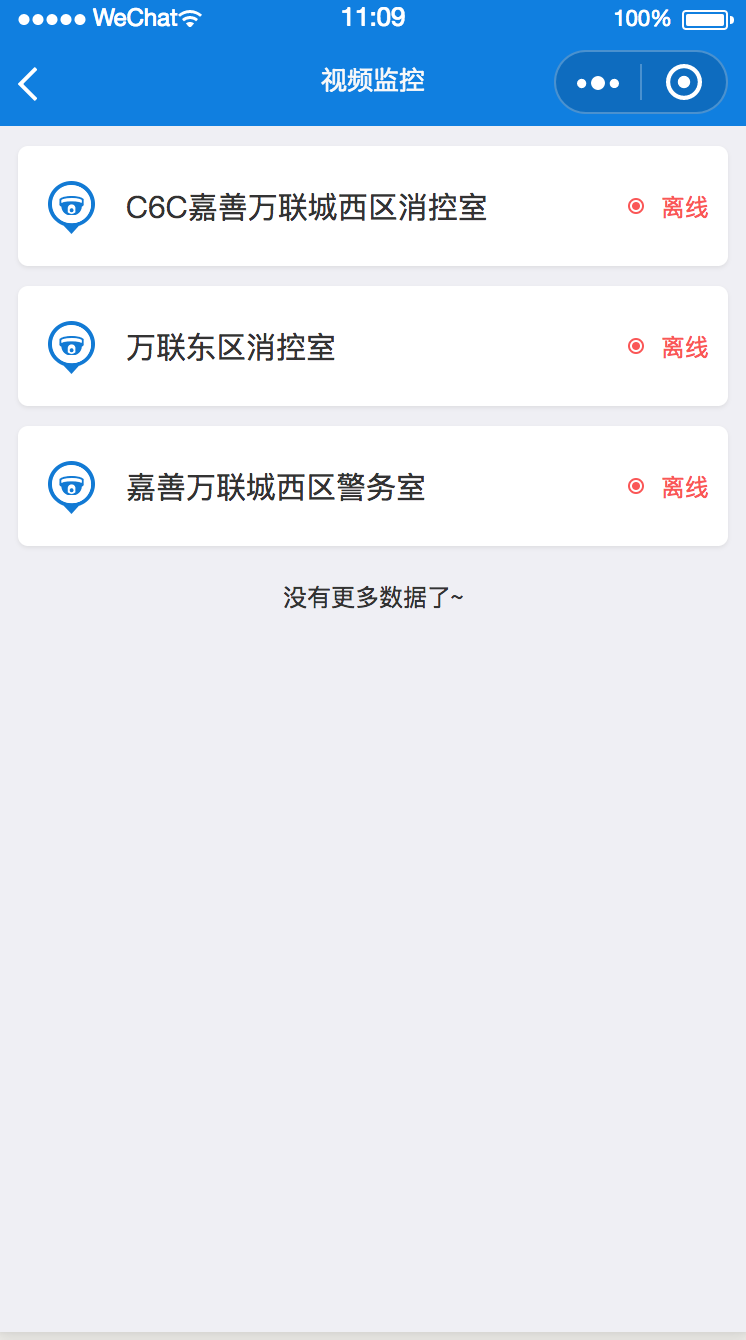 WeChat 11:09 100%
视频监控
C6C嘉善万联城西区消控室 离线
万联东区消控室 离线
嘉善万联城西区警务室 离线
没有更多数据了~